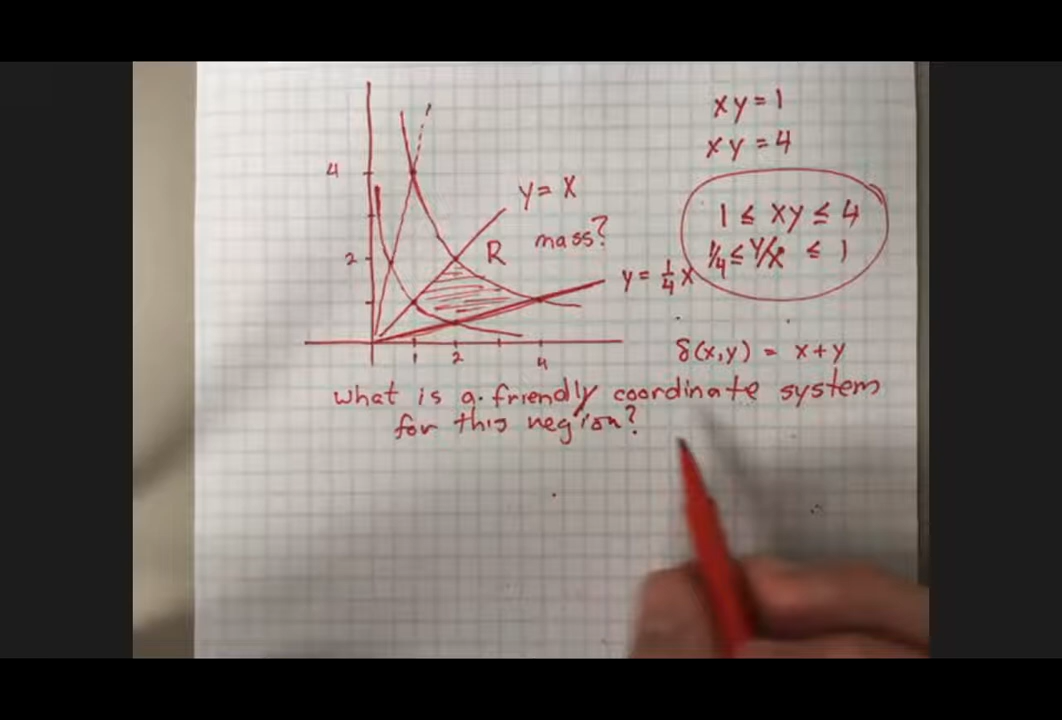 xy = 1
xy = 4
4
y = x
1 ≤ xy ≤ 4
R mass?
1/4 ≤ y/x ≤ 1
2
y = 1/4 x
1 2 4
δ(x,y) = x+y
what is a friendly coordinate system
for this region?